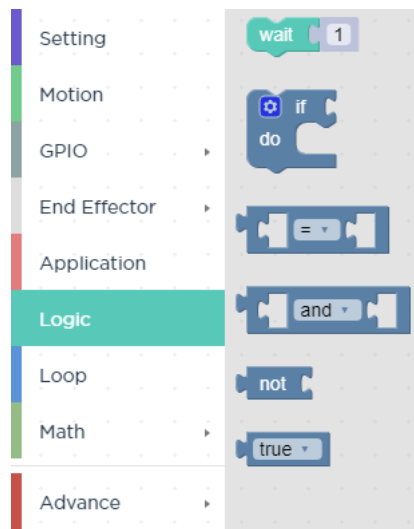 Setting
Motion
GPIO
End Effector
Application
Logic
Loop
Math
Advance
wait 1
if
do
=
and
not
true